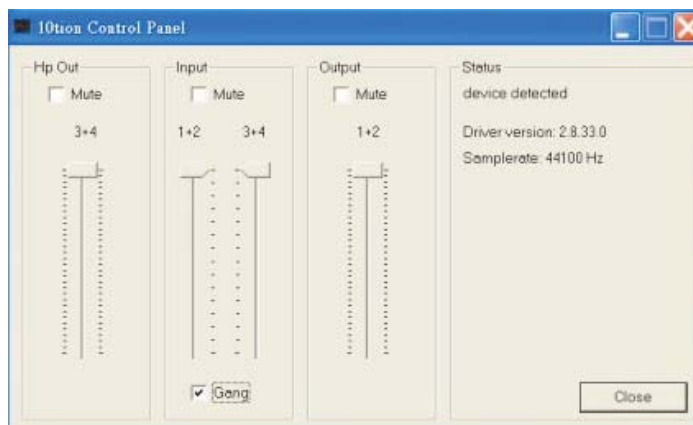 10tion Control Panel
Hp Out
Mute
3+4
Input
Mute
1+2 3+4
Gang
Output
Mute
1+2
Status
device detected
Driver version: 2.8.33.0
Samplerate: 44100 Hz
Close